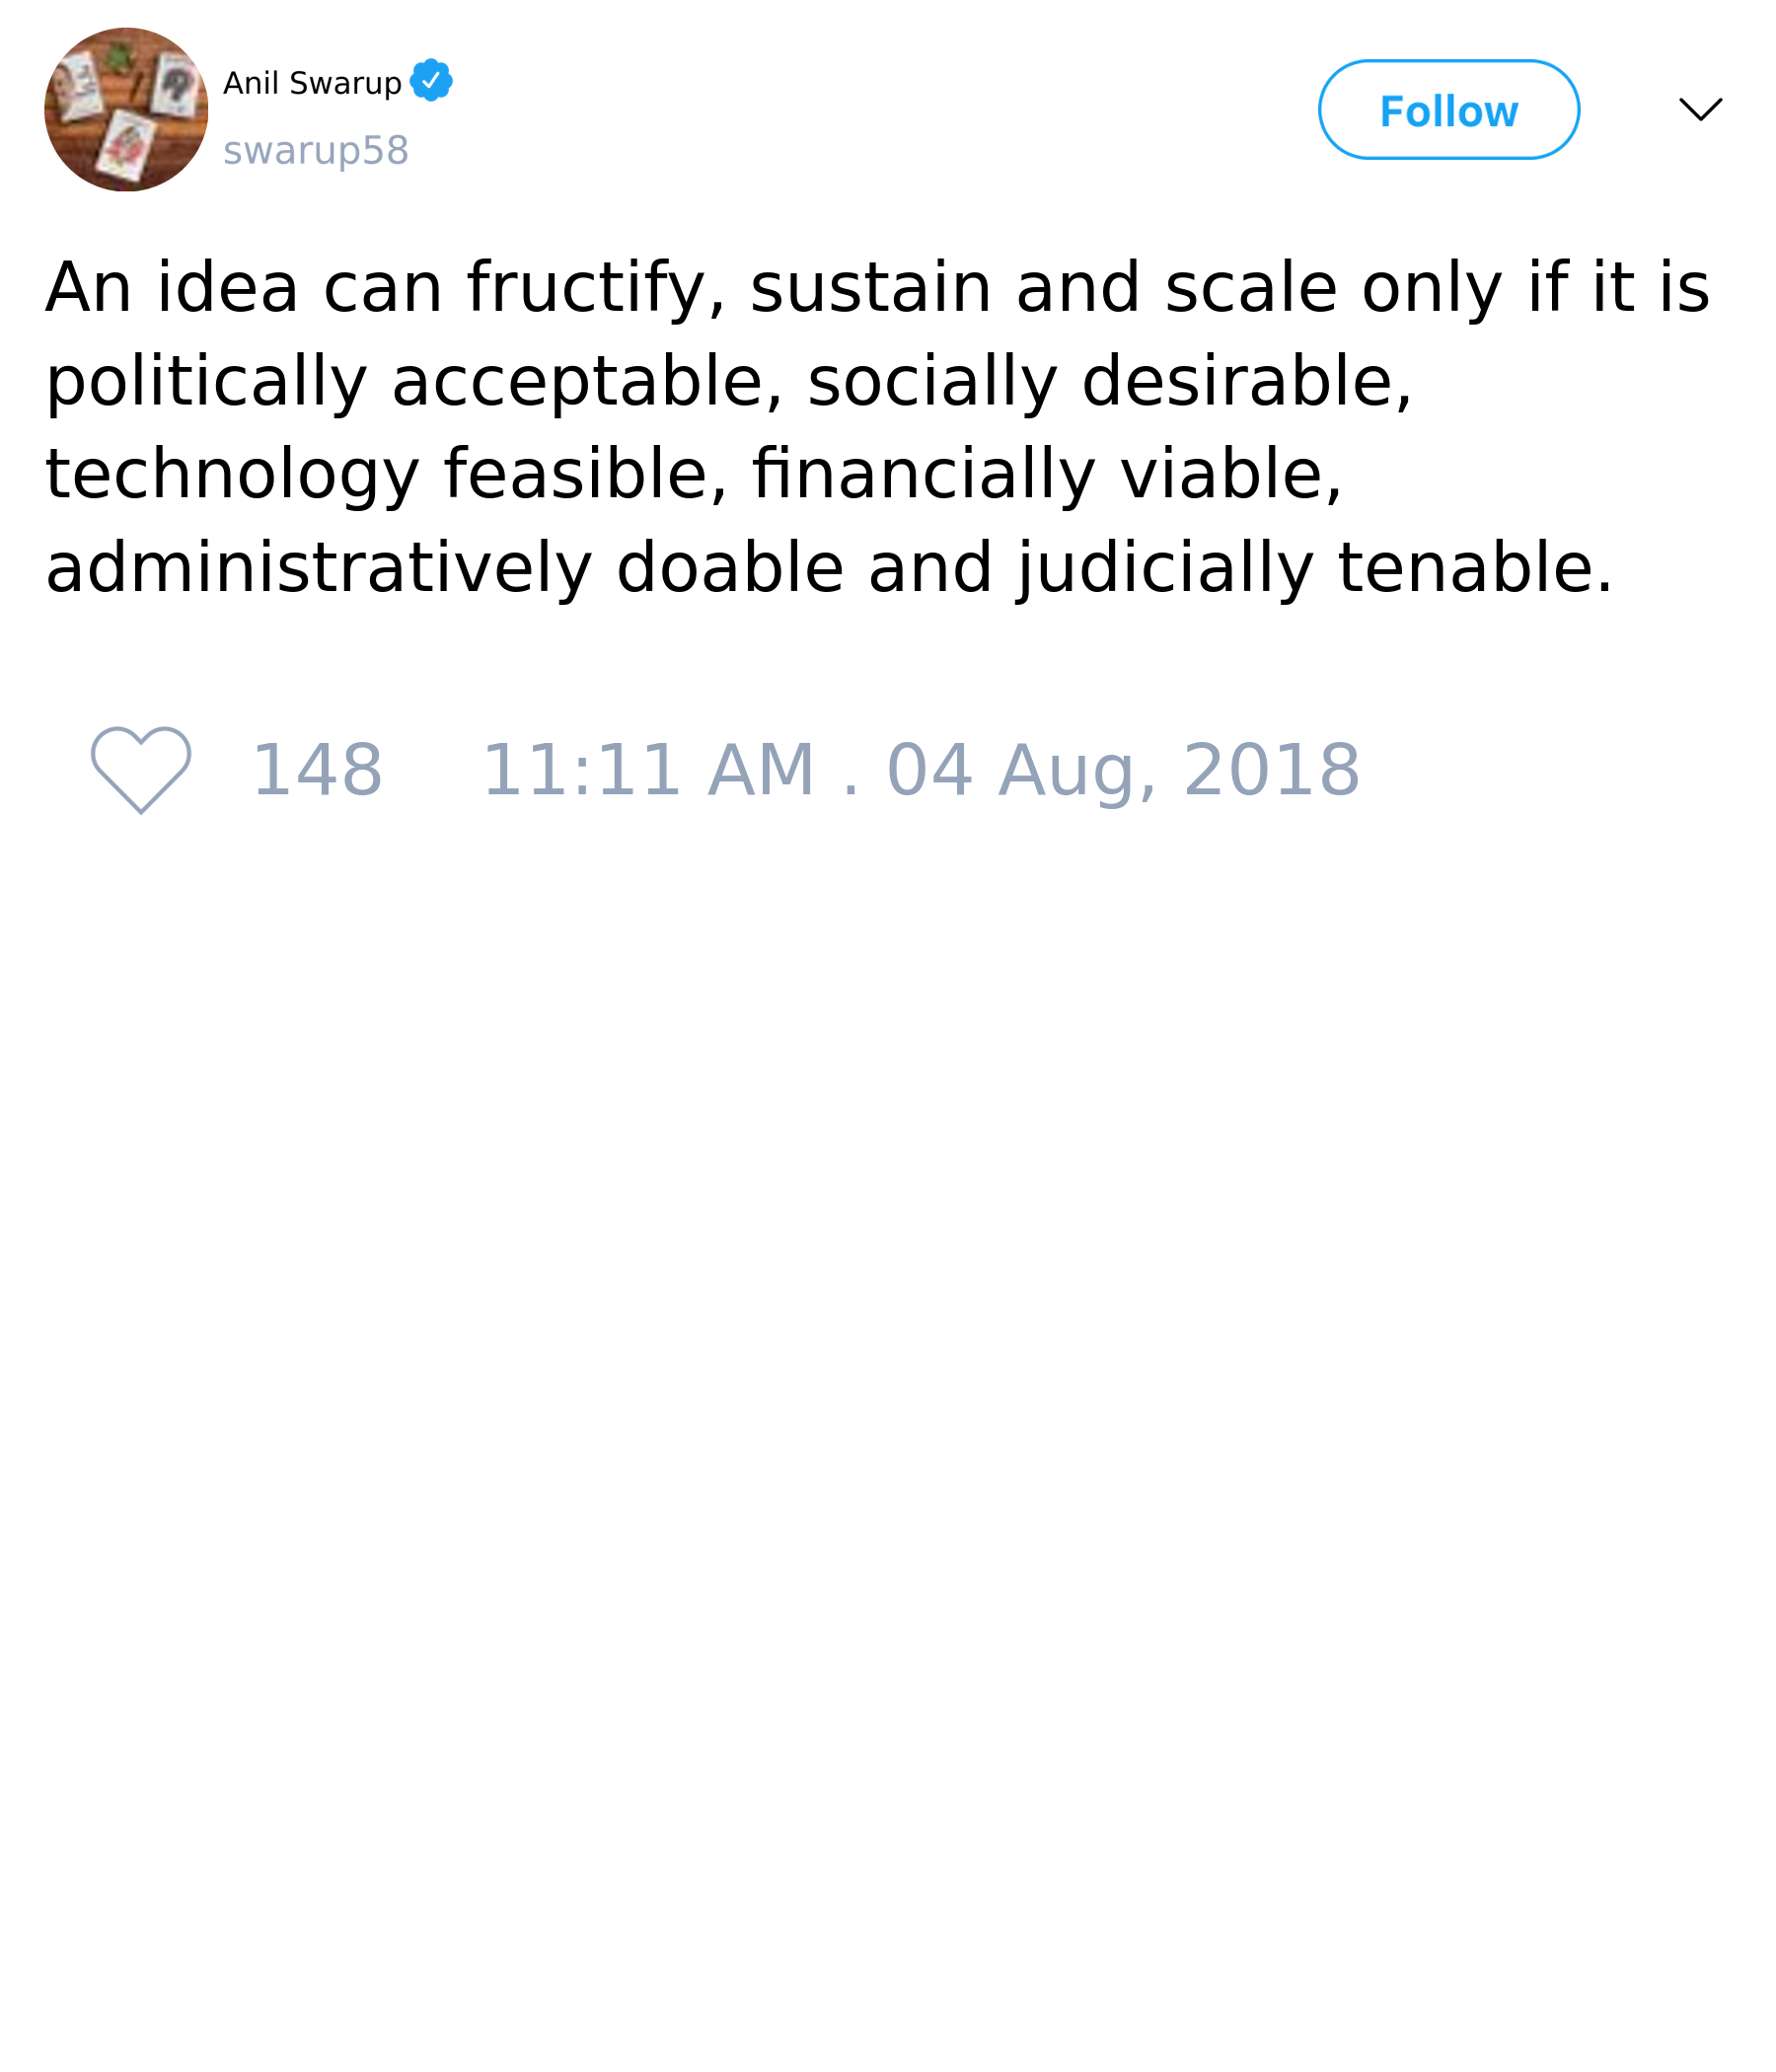 Anil Swarup
swarup58
Follow
An idea can fructify, sustain and scale only if it is
politically acceptable, socially desirable,
technology feasible, financially viable,
administratively doable and judicially tenable.
148 11:11 AM . 04 Aug, 2018